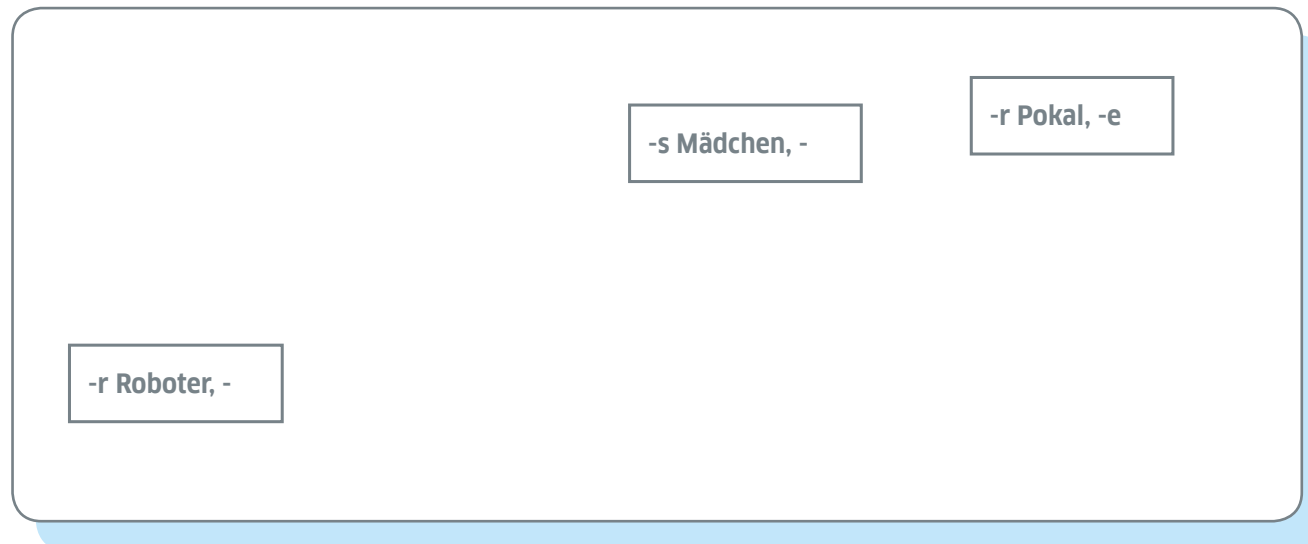 -r Pokal, -e
-s Mädchen, -
-r Roboter, -